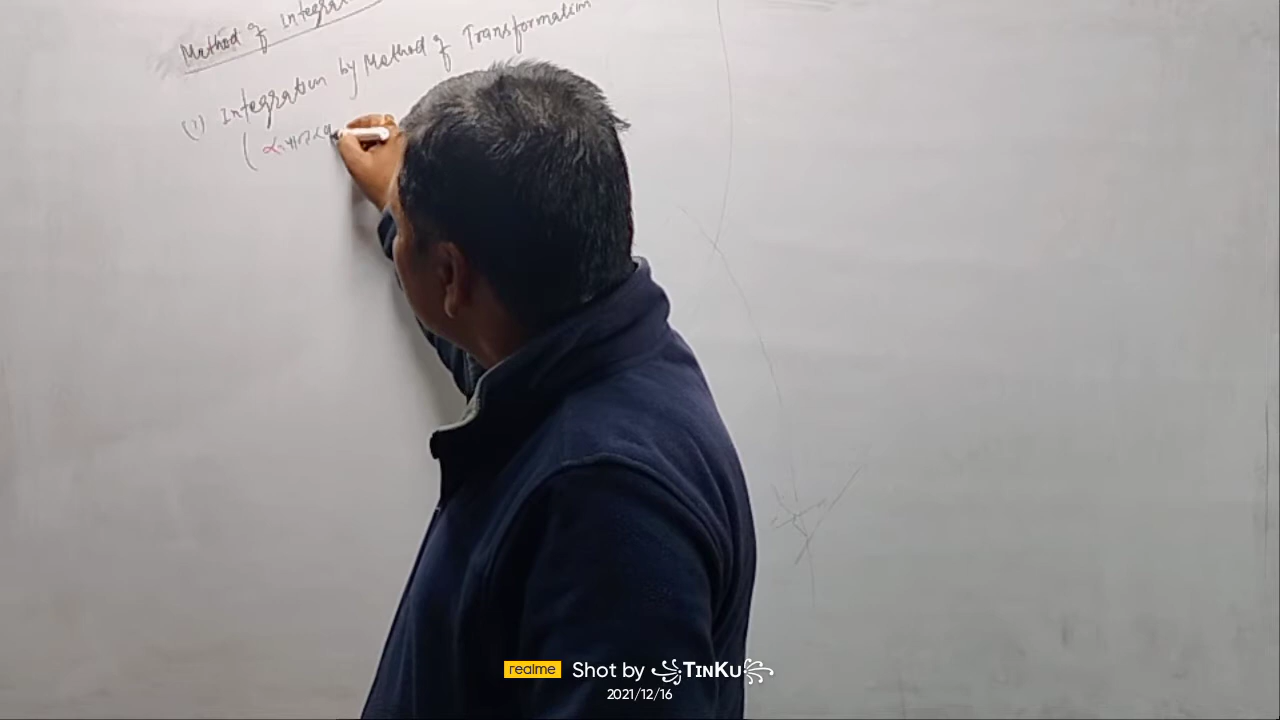 Method of Integra
(1) Integration by Method of Transformation
(
realme Shot by TINKU
2021/12/16